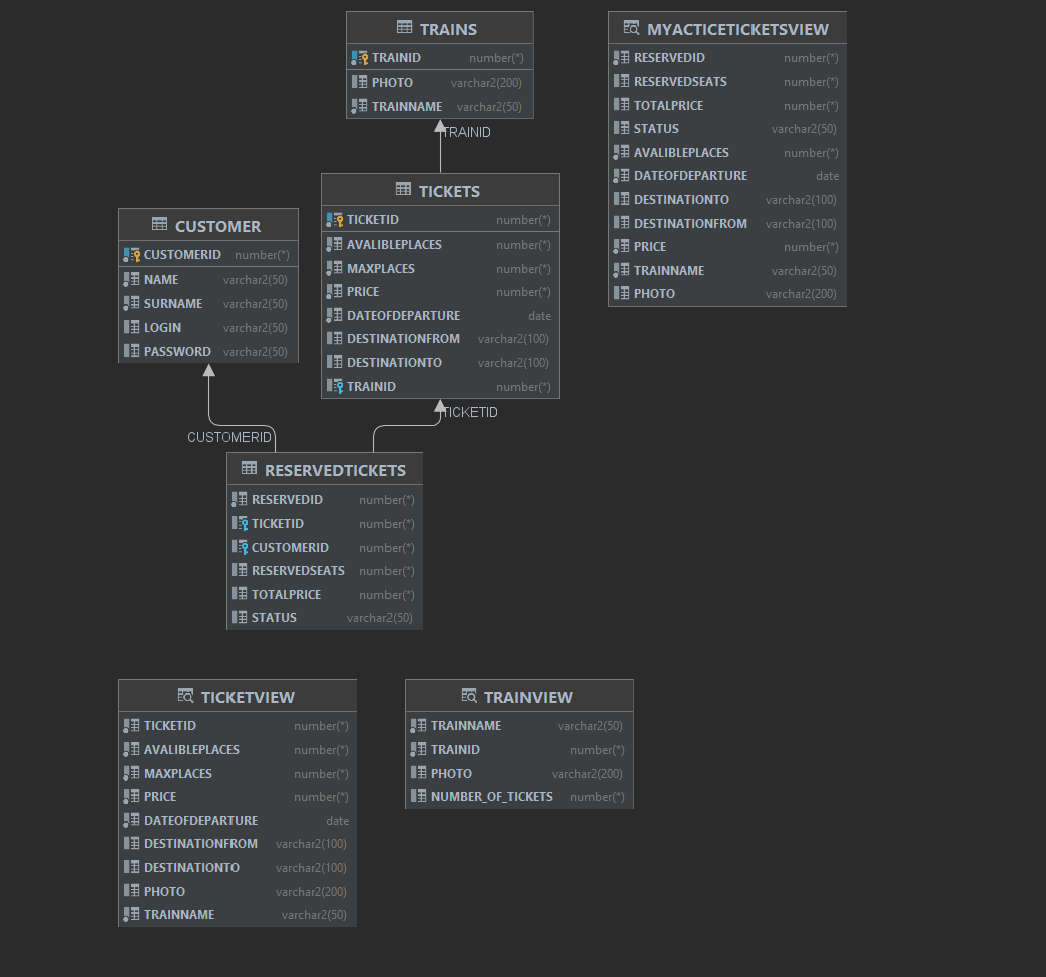 TRAINS
TRAINID number(*)
PHOTO varchar2(200)
TRAINNAME varchar2(50)
TRAINID
MYACTICETICKETSVIEW
RESERVEDID number(*)
RESERVEDSEATS number(*)
TOTALPRICE number(*)
STATUS varchar2(50)
AVALIBLEPLACES number(*)
DATEOFDEPARTURE date
DESTINATIONTO varchar2(100)
DESTINATIONFROM varchar2(100)
PRICE number(*)
TRAINNAME varchar2(50)
PHOTO varchar2(200)
TICKETS
TICKETID number(*)
AVALIBLEPLACES number(*)
MAXPLACES number(*)
PRICE number(*)
DATEOFDEPARTURE date
DESTINATIONFROM varchar2(100)
DESTINATIONTO varchar2(100)
TRAINID number(*)
TICKETID
CUSTOMER
CUSTOMERID number(*)
NAME varchar2(50)
SURNAME varchar2(50)
LOGIN varchar2(50)
PASSWORD varchar2(50)
CUSTOMERID
RESERVEDTICKETS
RESERVEDID number(*)
TICKETID number(*)
CUSTOMERID number(*)
RESERVEDSEATS number(*)
TOTALPRICE number(*)
STATUS varchar2(50)
TICKETVIEW
TICKETID number(*)
AVALIBLEPLACES number(*)
MAXPLACES number(*)
PRICE number(*)
DATEOFDEPARTURE date
DESTINATIONFROM varchar2(100)
DESTINATIONTO varchar2(100)
PHOTO varchar2(200)
TRAINNAME varchar2(50)
TRAINVIEW
TRAINNAME varchar2(50)
TRAINID number(*)
PHOTO varchar2(200)
NUMBER_OF_TICKETS number(*)